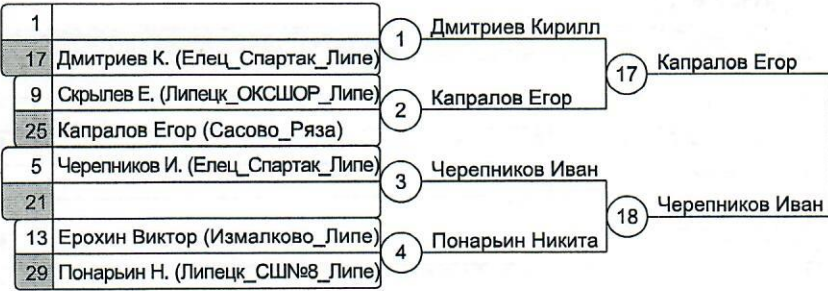 1
17 Дмитриев К. (Елец_Спартак_Липе)
9 Скрылев Е. (Липецк_ОКСШОР_Липе)
25 Капралов Егор (Сасово_Ряза)
5 Черепников И. (Елец_Спартак_Липе)
21
13 Ерохин Виктор (Измалково_Липе)
29 Понарьин Н. (Липецк_СШ№8_Липе)
1 Дмитриев Кирилл
2 Капралов Егор
3 Черепников Иван
4 Понарьин Никита
17 Капралов Егор
18 Черепников Иван